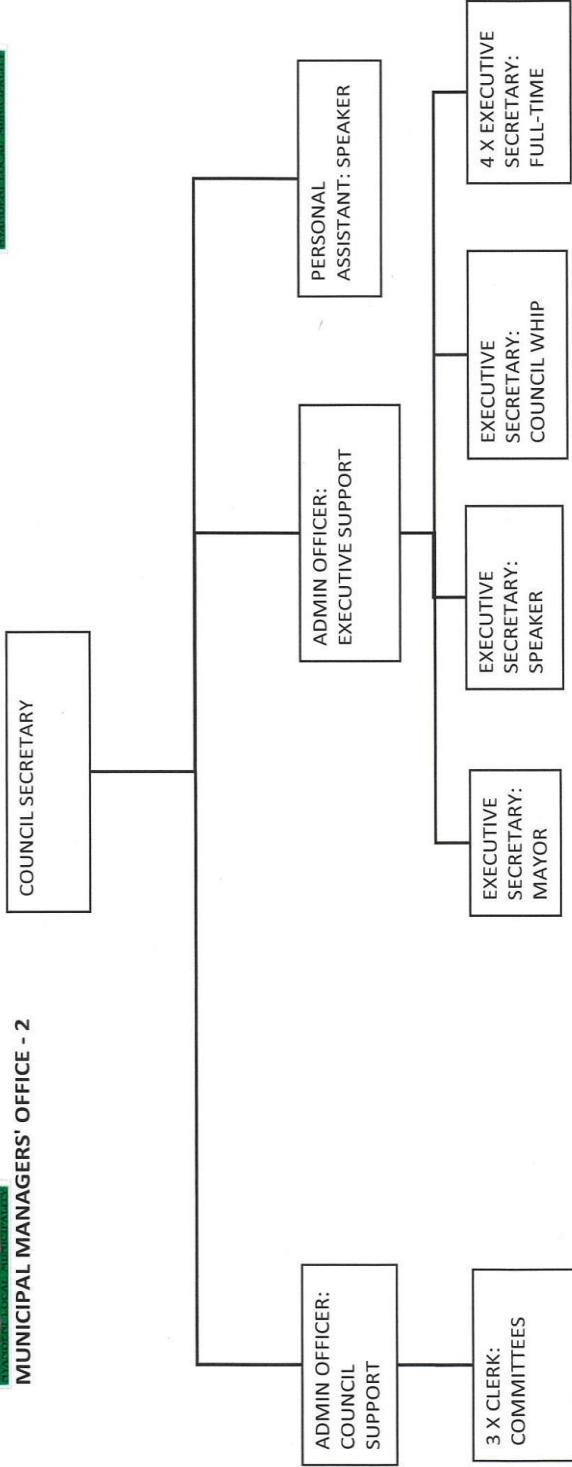 MUNICIPAL MANAGERS' OFFICE - 2
COUNCIL SECRETARY
ADMIN OFFICER:
COUNCIL
SUPPORT
ADMIN OFFICER:
EXECUTIVE SUPPORT
PERSONAL
ASSISTANT: SPEAKER
3 X CLERK:
COMMITTEES
EXECUTIVE
SECRETARY:
MAYOR
EXECUTIVE
SECRETARY:
SPEAKER
EXECUTIVE
SECRETARY:
COUNCIL WHIP
4 X EXECUTIVE
SECRETARY:
FULL-TIME